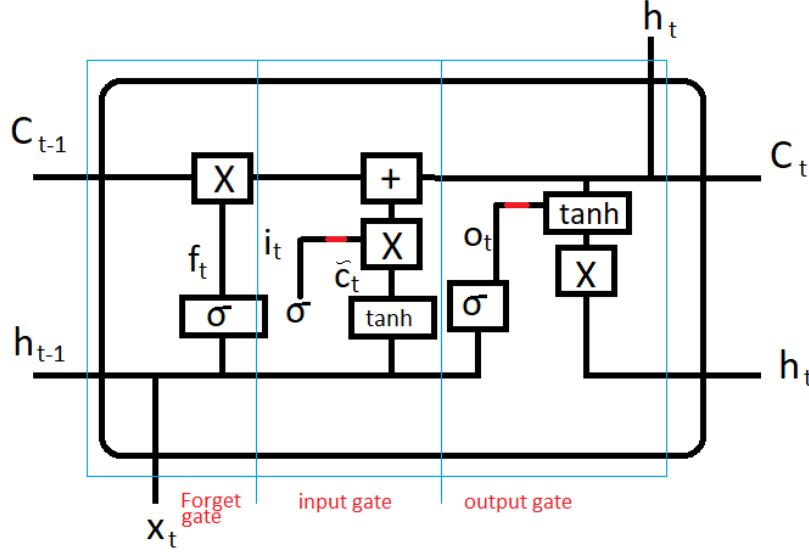 h t
C t-1
X
+
C t
tanh
i t
o t
f t
X
c̃ t
X
σ
σ
σ
tanh
h t-1
h t
x t
Forget
gate
input gate
output gate